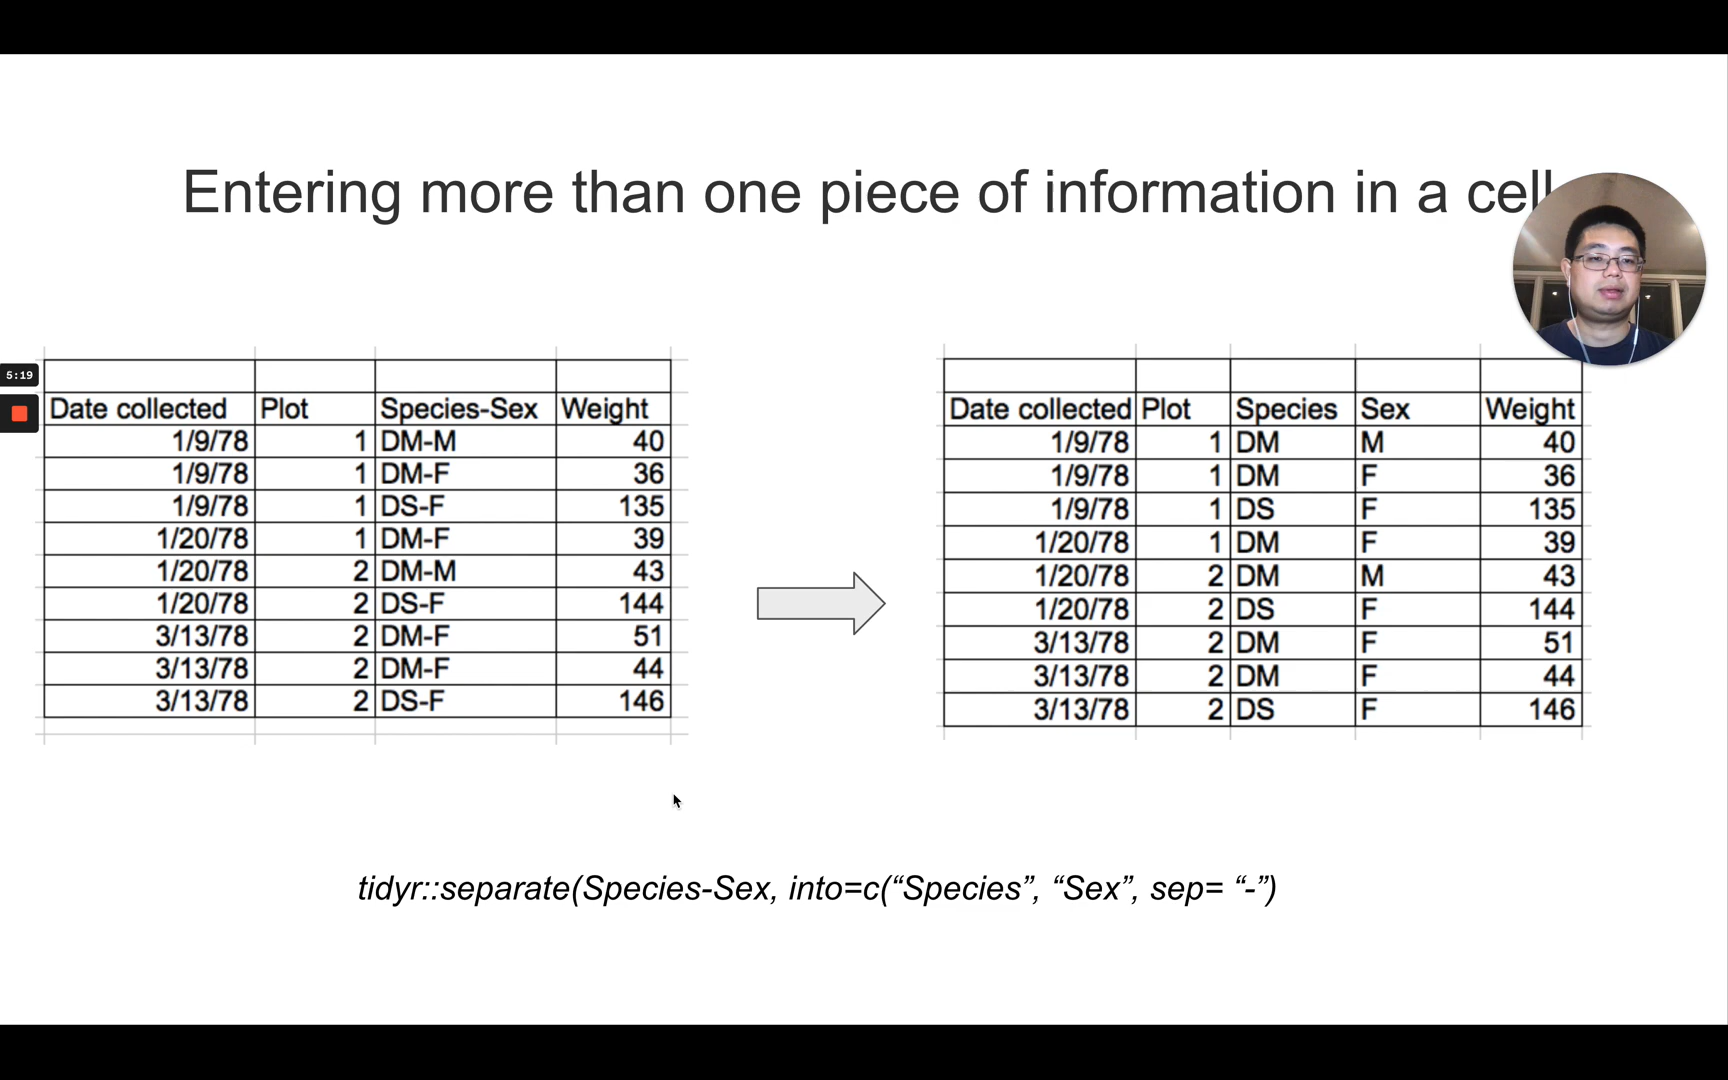 Entering more than one piece of information in a cell
5:19
Date collected Plot Species-Sex Weight
1/9/78 1 DM-M 40
1/9/78 1 DM-F 36
1/9/78 1 DS-F 135
1/20/78 1 DM-F 39
1/20/78 2 DM-M 43
1/20/78 2 DS-F 144
3/13/78 2 DM-F 51
3/13/78 2 DM-F 44
3/13/78 2 DS-F 146
Date collected Plot Species Sex Weight
1/9/78 1 DM M 40
1/9/78 1 DM F 36
1/9/78 1 DS F 135
1/20/78 1 DM F 39
1/20/78 2 DM M 43
1/20/78 2 DS F 144
3/13/78 2 DM F 51
3/13/78 2 DM F 44
3/13/78 2 DS F 146
tidyr::separate(Species-Sex, into=c(“Species”, “Sex”, sep= “-”)